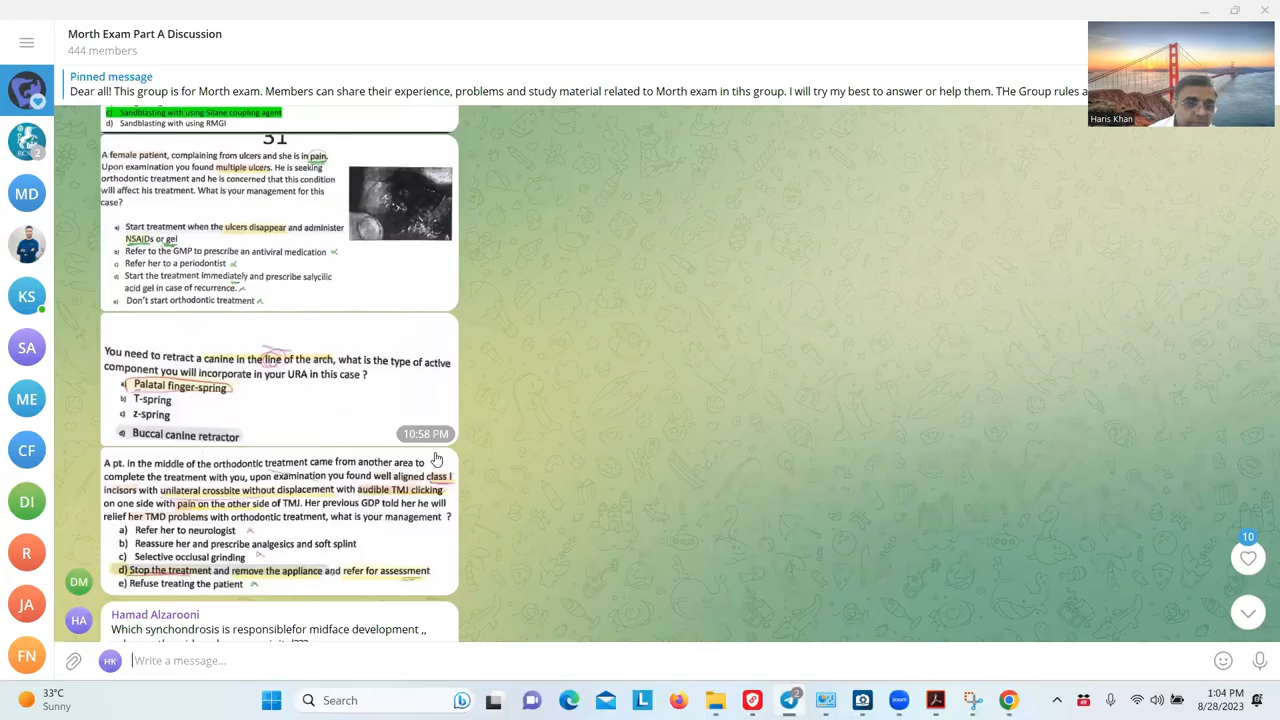 Morth Exam Part A Discussion
444 members
Pinned message
Dear all! This group is for Morth exam. Members can share their experience, problems and study material related to Morth exam in tihs group. I will try my best to answer or help them. THe Group rules a
Haris Khan
c) Sandblasting with using Silane coupling agent
d) Sandblasting with using RMGI
51
A female patient, complaining from ulcers and she is in pain.
Upon examination you found multiple ulcers. He is seeking
orthodontic treatment and he is concerned that this condition
will affect his treatment. What is your management for this
case?
a) Start treatment when the ulcers disappear and administer
NSAIDs or gel
b) Refer to the GMP to prescribe an antiviral medication
c) Refer her to a periodontist
d) Start the treatment immediately and prescribe salycilic
acid gel in case of recurrence.
e) Don't start orthodontic treatment
You need to retract a canine in the line of the arch, what is the type of active
component you will incorporate in your URA in this case ?
a) Palatal finger-spring
b) T-spring
c) z-spring
d) Buccal canine retractor
10:58 PM
A pt. in the middle of the orthodontic treatment came from another area to
complete the treatment with you, upon examination you found well aligned class I
incisors with unilateral crossbite without displacement with audible TMJ clicking
on one side with pain on the other side of TMJ. Her previous GDP told her he will
relief her TMD problems with orthodontic treatment, what is your management ?
a) Refer her to neurologist
b) Reassure her and prescribe analgesics and soft splint
c) Selective occlusal grinding
d) Stop the treatment and remove the appliance and refer for assessment
e) Refuse treating the patient
Hamad Alzarooni
Which synchondrosis is responsiblefor midface development ,,
MD
KS
SA
ME
CF
DI
R
JA
FN
DM
HA
HK
2
10
Write a message...
33°C
Sunny
Search
2
1:04 PM
8/28/2023